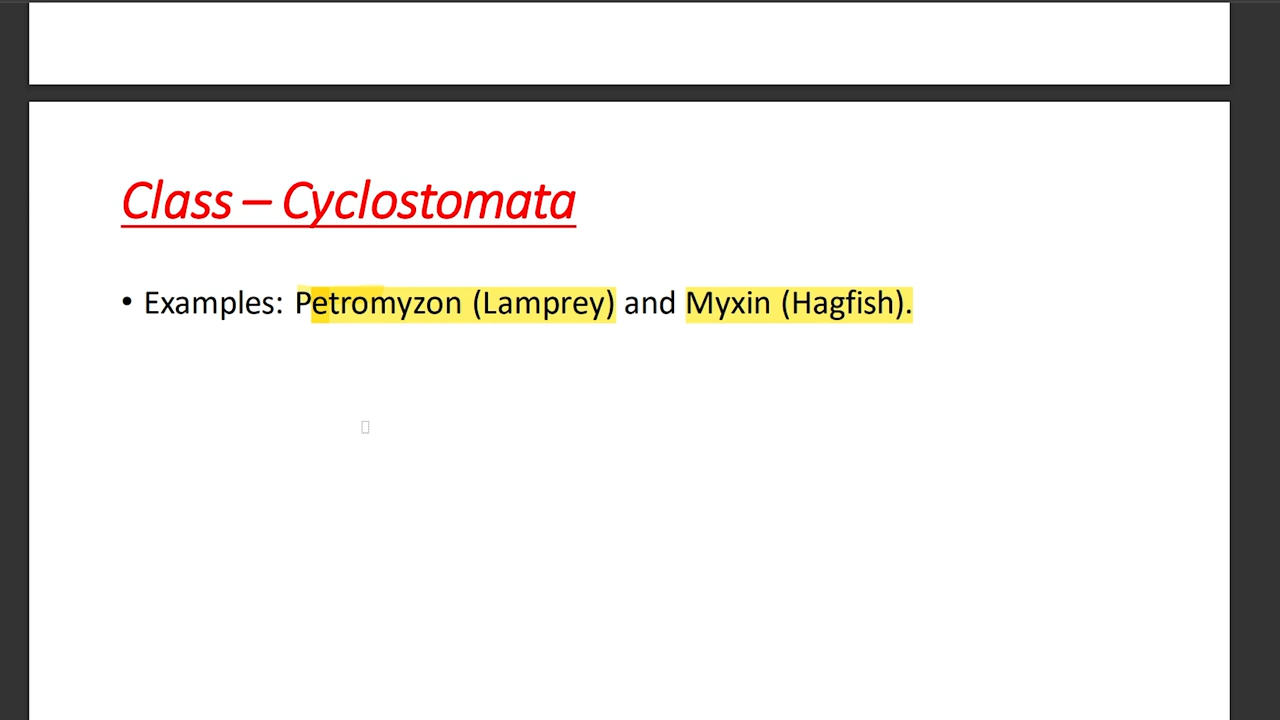 Class – Cyclostomata
• Examples: Petromyzon (Lamprey) and Myxin (Hagfish).